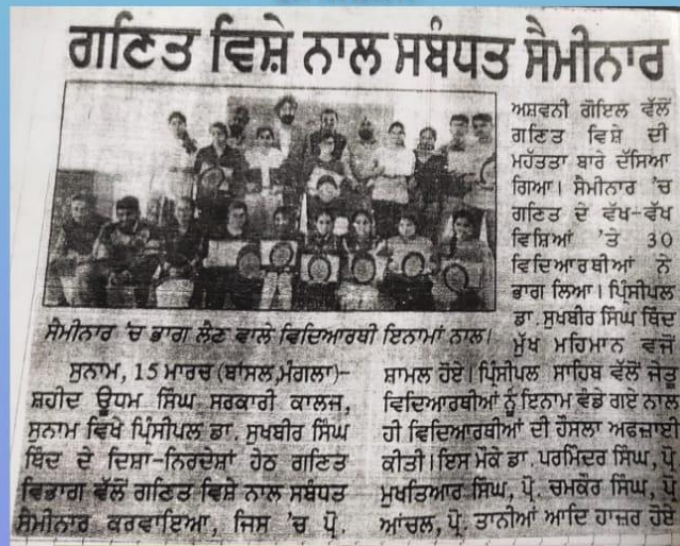 ਗਣਿਤ ਵਿਸ਼ੇ ਨਾਲ ਸਬੰਧਤ ਸੈਮੀਨਾਰ
ਸੈਮੀਨਾਰ 'ਚ ਭਾਗ ਲੈਣ ਵਾਲੇ ਵਿਦਿਆਰਥੀ ਇਨਾਮਾਂ ਨਾਲ।
ਸੁਨਾਮ, 15 ਮਾਰਚ (ਬਾਂਸਲ,ਮੰਗਲਾ)-
ਸ਼ਹੀਦ ਊਧਮ ਸਿੰਘ ਸਰਕਾਰੀ ਕਾਲਜ,
ਸੁਨਾਮ ਵਿਖੇ ਪ੍ਰਿੰਸੀਪਲ ਡਾ. ਸੁਖਬੀਰ ਸਿੰਘ
ਥਿੰਦ ਦੇ ਦਿਸ਼ਾ-ਨਿਰਦੇਸ਼ਾਂ ਹੇਠ ਗਣਿਤ
ਵਿਭਾਗ ਵੱਲੋਂ ਗਣਿਤ ਵਿਸ਼ੇ ਨਾਲ ਸਬੰਧਤ
ਸੈਮੀਨਾਰ ਕਰਵਾਇਆ, ਜਿਸ 'ਚ ਪ੍ਰੋ.
ਅਸ਼ਵਨੀ ਗੋਇਲ ਵੱਲੋਂ
ਗਣਿਤ ਵਿਸ਼ੇ ਦੀ
ਮਹੱਤਤਾ ਬਾਰੇ ਦੱਸਿਆ
ਗਿਆ। ਸੈਮੀਨਾਰ 'ਚ
ਗਣਿਤ ਦੇ ਵੱਖ-ਵੱਖ
ਵਿਸ਼ਿਆਂ 'ਤੇ 30
ਵਿਦਿਆਰਥੀਆਂ ਨੇ
ਭਾਗ ਲਿਆ। ਪ੍ਰਿੰਸੀਪਲ
ਡਾ. ਸੁਖਬੀਰ ਸਿੰਘ ਥਿੰਦ
ਮੁੱਖ ਮਹਿਮਾਨ ਵਜੋਂ
ਸ਼ਾਮਲ ਹੋਏ। ਪ੍ਰਿੰਸੀਪਲ ਸਾਹਿਬ ਵੱਲੋਂ ਜੇਤੂ
ਵਿਦਿਆਰਥੀਆਂ ਨੂੰ ਇਨਾਮ ਵੰਡੇ ਗਏ ਨਾਲ
ਹੀ ਵਿਦਿਆਰਥੀਆਂ ਦੀ ਹੌਸਲਾ ਅਫਜ਼ਾਈ
ਕੀਤੀ। ਇਸ ਮੌਕੇ ਡਾ. ਪਰਮਿੰਦਰ ਸਿੰਘ, ਪ੍ਰੋ
ਮੁਖਤਿਆਰ ਸਿੰਘ, ਪ੍ਰੋ. ਚਮਕੌਰ ਸਿੰਘ, ਪ੍ਰੋ
ਆਂਚਲ, ਪ੍ਰੋ. ਤਾਨੀਆਂ ਆਦਿ ਹਾਜ਼ਰ ਹੋਏ